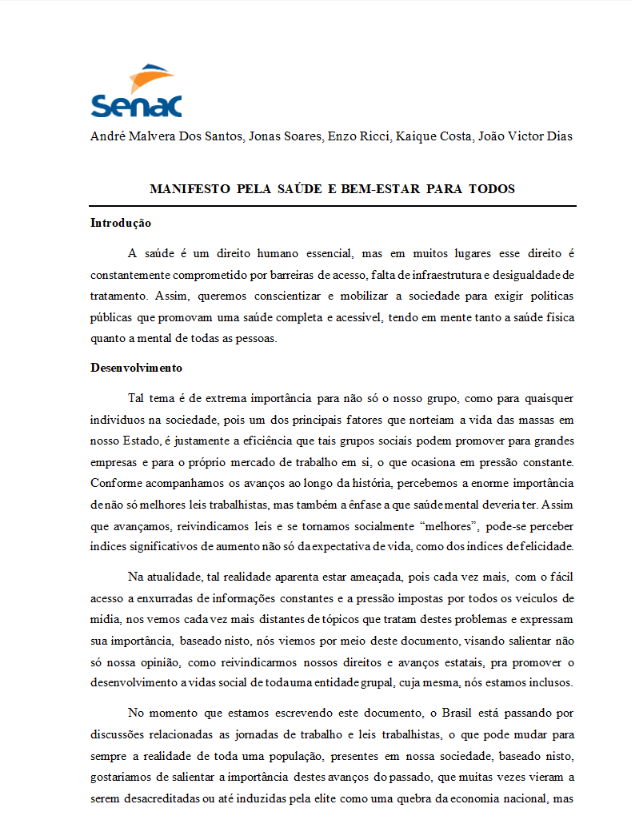 Senac
André Malvera Dos Santos, Jonas Soares, Enzo Ricci, Kaique Costa, João Victor Dias
MANIFESTO PELA SAÚDE E BEM-ESTAR PARA TODOS
Introdução
A saúde é um direito humano essencial, mas em muitos lugares esse direito é
constantemente comprometido por barreiras de acesso, falta de infraestrutura e desigualdade de
tratamento. Assim, queremos conscientizar e mobilizar a sociedade para exigir políticas
públicas que promovam uma saúde completa e acessível, tendo em mente tanto a saúde física
quanto a mental de todas as pessoas.
Desenvolvimento
Tal tema é de extrema importância para não só o nosso grupo, como para quaisquer
indivíduos na sociedade, pois um dos principais fatores que norteiam a vida das massas em
nosso Estado, é justamente a eficiência que tais grupos sociais podem promover para grandes
empresas e para o próprio mercado de trabalho em si, o que ocasiona em pressão constante.
Conforme acompanhamos os avanços ao longo da história, percebemos a enorme importância
de não só melhores leis trabalhistas, mas também a ênfase a que saúde mental deveria ter. Assim
que avançamos, reivindicamos leis e se tornamos socialmente “melhores”, pode-se perceber
índices significativos de aumento não só da expectativa de vida, como dos índices de felicidade.
Na atualidade, tal realidade aparenta estar ameaçada, pois cada vez mais, com o fácil
acesso a enxurradas de informações constantes e a pressão impostas por todos os veículos de
mídia, nos vemos cada vez mais distantes de tópicos que tratam destes problemas e expressam
sua importância, baseado nisto, nós viemos por meio deste documento, visando salientar não
só nossa opinião, como reivindicarmos nossos direitos e avanços estatais, pra promover o
desenvolvimento a vidas social de toda uma entidade grupal, cuja mesma, nós estamos inclusos.
No momento que estamos escrevendo este documento, o Brasil está passando por
discussões relacionadas as jornadas de trabalho e leis trabalhistas, o que pode mudar para
sempre a realidade de toda uma população, presentes em nossa sociedade, baseado nisto,
gostaríamos de salientar a importância destes avanços do passado, que muitas vezes vieram a
serem desacreditadas ou até induzidas pela elite como uma quebra da economia nacional, mas